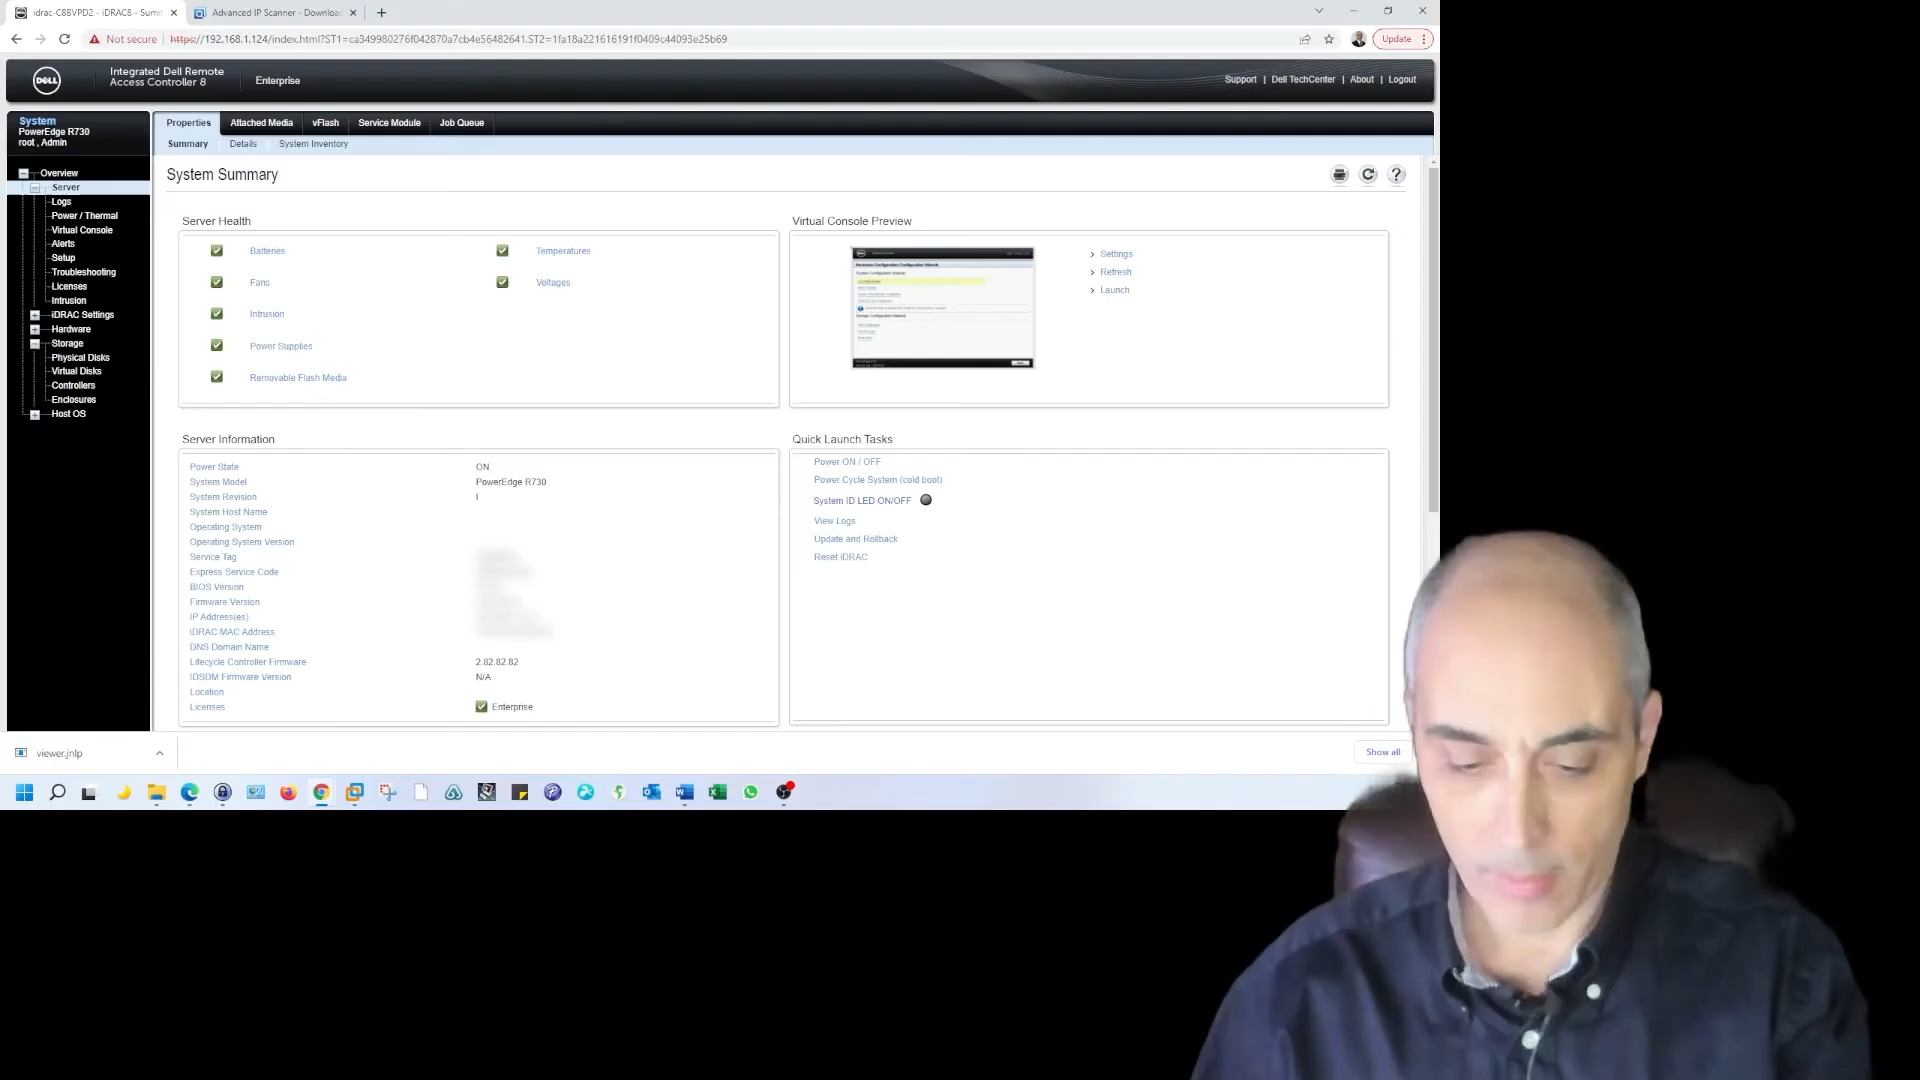 idrac-C8BVPD2 - iDRAC8 - Summ
Advanced IP Scanner - Downloa
Not secure
https://192.168.1.124/index.html?ST1=ca349980276f042870a7cb4e56482641,ST2=1fa18a221616191f0409c44093e25b69
Update
DELL
Integrated Dell Remote
Access Controller 8
Enterprise
Support | Dell TechCenter | About | Logout
System
PowerEdge R730
root , Admin
Properties
Attached Media
vFlash
Service Module
Job Queue
Summary
Details
System Inventory
Overview
Server
Logs
Power / Thermal
Virtual Console
Alerts
Setup
Troubleshooting
Licenses
Intrusion
iDRAC Settings
Hardware
Storage
Physical Disks
Virtual Disks
Controllers
Enclosures
Host OS
System Summary
Server Health
Batteries
Temperatures
Fans
Voltages
Intrusion
Power Supplies
Removable Flash Media
Virtual Console Preview
Settings
Refresh
Launch
Server Information
Power State ON
System Model PowerEdge R730
System Revision I
System Host Name
Operating System
Operating System Version
Service Tag
Express Service Code
BIOS Version
Firmware Version
IP Address(es)
iDRAC MAC Address
DNS Domain Name
Lifecycle Controller Firmware 2.82.82.82
IDSDM Firmware Version N/A
Location
Licenses Enterprise
Quick Launch Tasks
Power ON / OFF
Power Cycle System (cold boot)
System ID LED ON/OFF
View Logs
Update and Rollback
Reset iDRAC
viewer.jnlp
Show all